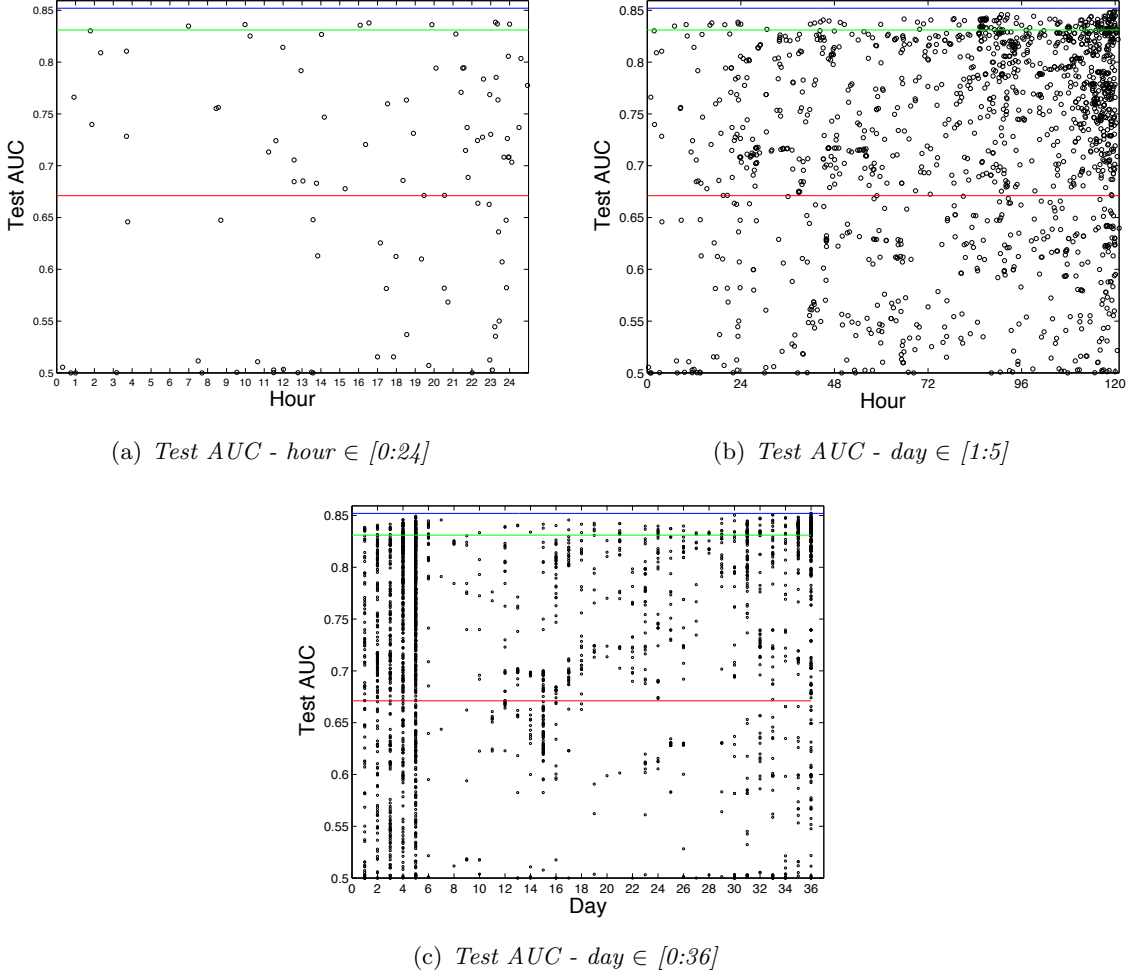 0.85
0.8
0.75
0.7
0.65
0.6
0.55
0.5
Test AUC
0 1 2 3 4 5 6 7 8 9 10 11 12 13 14 15 16 17 18 19 20 21 22 23 24
Hour
(a) Test AUC - hour ∈ [0:24]
0.85
0.8
0.75
0.7
0.65
0.6
0.55
0.5
Test AUC
0 24 48 72 96 120
Hour
(b) Test AUC - day ∈ [1:5]
0.85
0.8
0.75
0.7
0.65
0.6
0.55
0.5
Test AUC
0 2 4 6 8 10 12 14 16 18 20 22 24 26 28 30 32 34 36
Day
(c) Test AUC - day ∈ [0:36]